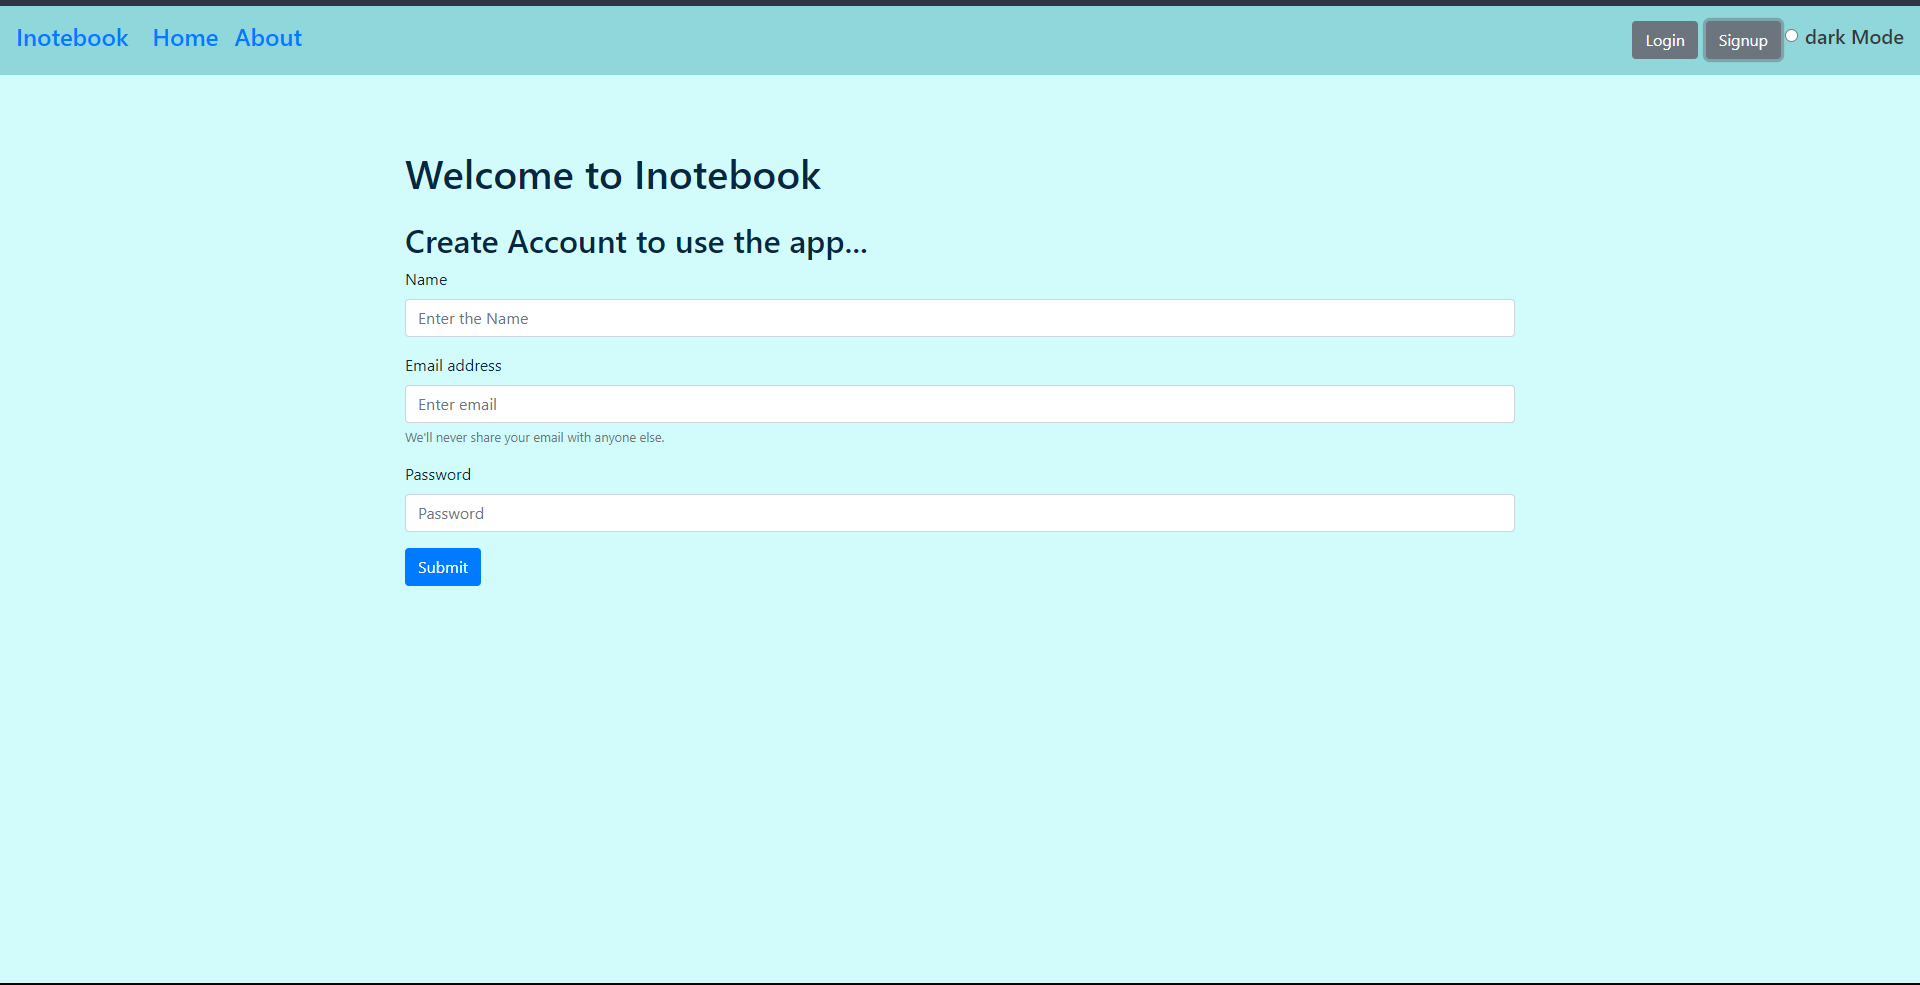 Inotebook Home About Login Signup dark Mode
Welcome to Inotebook
Create Account to use the app...
Name
Enter the Name
Email address
Enter email
We'll never share your email with anyone else.
Password
Password
Submit